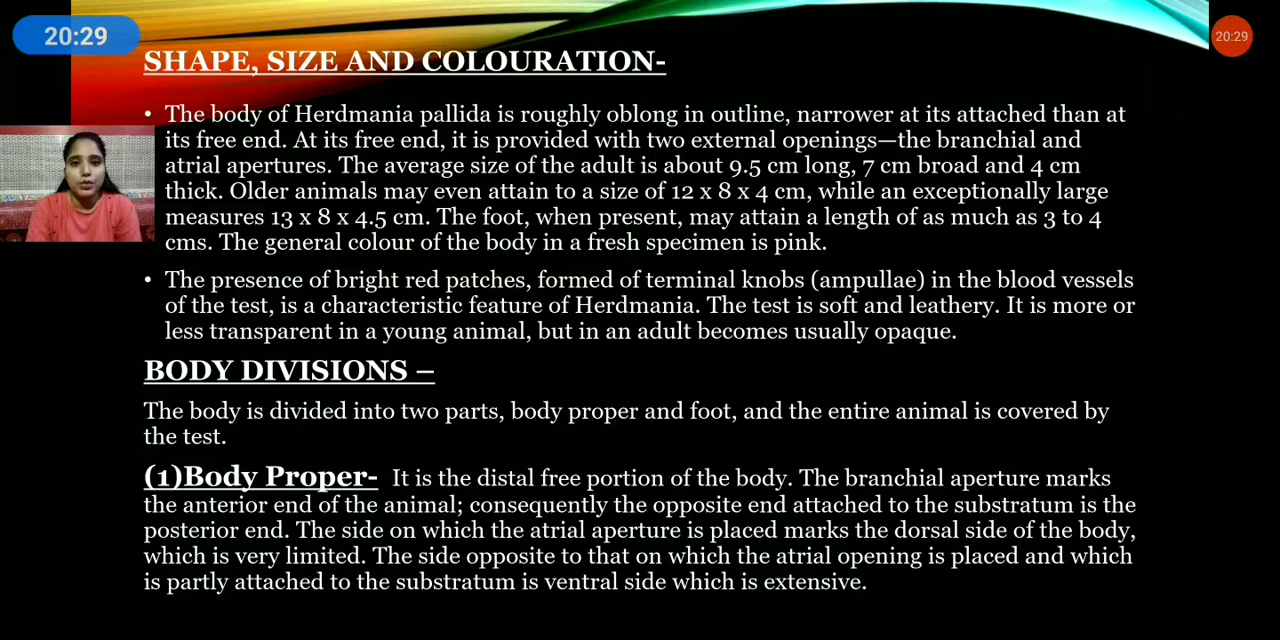 20:29
20:29
SHAPE, SIZE AND COLOURATION-
• The body of Herdmania pallida is roughly oblong in outline, narrower at its attached than at
its free end. At its free end, it is provided with two external openings—the branchial and
atrial apertures. The average size of the adult is about 9.5 cm long, 7 cm broad and 4 cm
thick. Older animals may even attain to a size of 12 x 8 x 4 cm, while an exceptionally large
measures 13 x 8 x 4.5 cm. The foot, when present, may attain a length of as much as 3 to 4
cms. The general colour of the body in a fresh specimen is pink.
• The presence of bright red patches, formed of terminal knobs (ampullae) in the blood vessels
of the test, is a characteristic feature of Herdmania. The test is soft and leathery. It is more or
less transparent in a young animal, but in an adult becomes usually opaque.
BODY DIVISIONS –
The body is divided into two parts, body proper and foot, and the entire animal is covered by
the test.
(1)Body Proper- It is the distal free portion of the body. The branchial aperture marks
the anterior end of the animal; consequently the opposite end attached to the substratum is the
posterior end. The side on which the atrial aperture is placed marks the dorsal side of the body,
which is very limited. The side opposite to that on which the atrial opening is placed and which
is partly attached to the substratum is ventral side which is extensive.